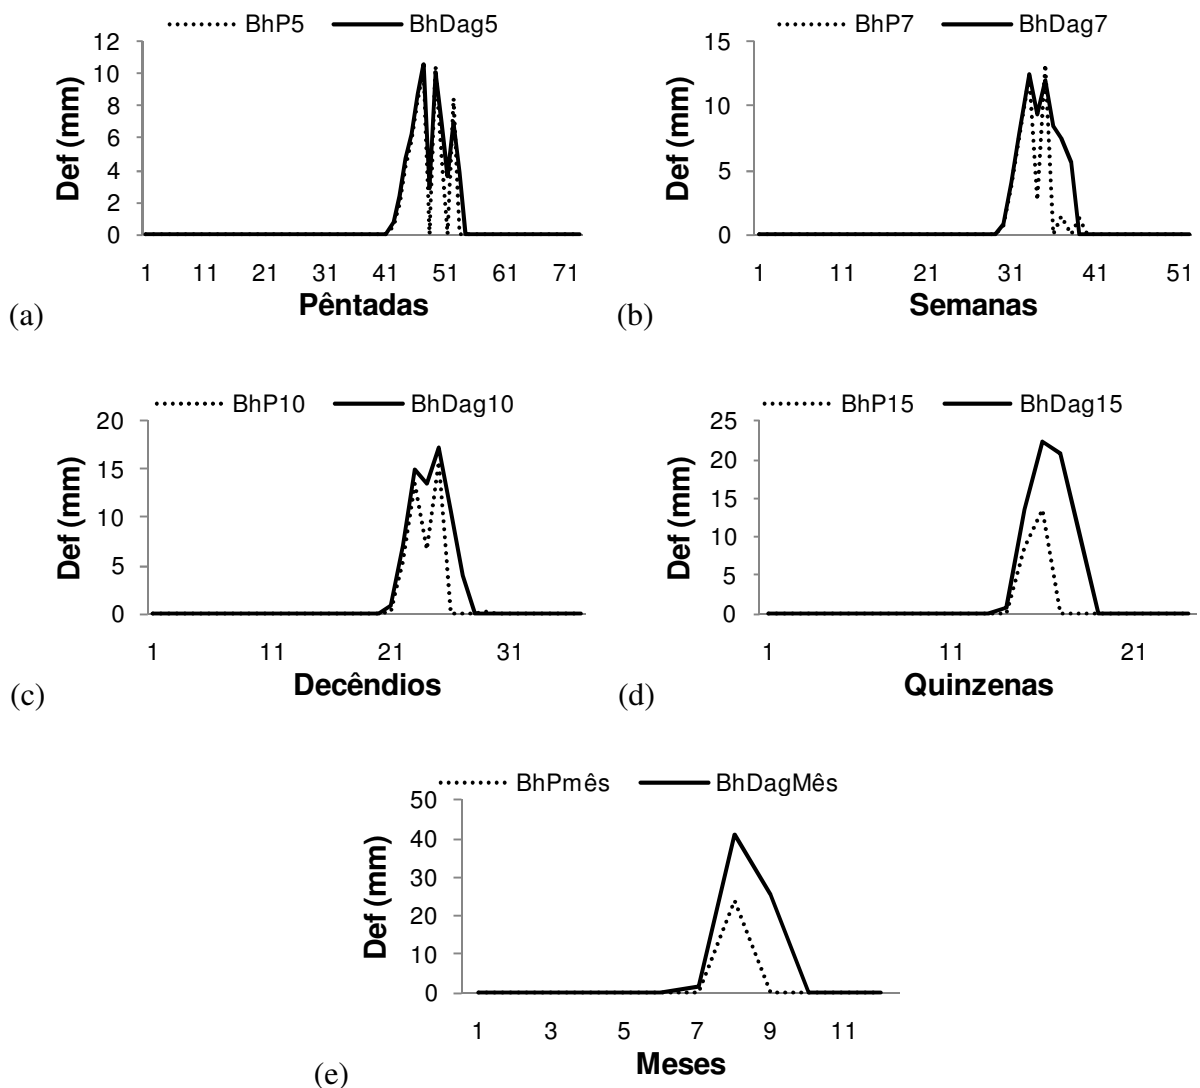 BhP5 BhDag5
12
10
8
6
4
2
0
Def (mm)
1 11 21 31 41 51 61 71
Pêntadas
(a)
BhP7 BhDag7
15
10
5
0
Def (mm)
1 11 21 31 41 51
Semanas
(b)
BhP10 BhDag10
20
15
10
5
0
Def (mm)
1 11 21 31
Decêndios
(c)
BhP15 BhDag15
25
20
15
10
5
0
Def (mm)
1 11 21
Quinzenas
(d)
BhPmês BhDagMês
50
40
30
20
10
0
Def (mm)
1 3 5 7 9 11
Meses
(e)